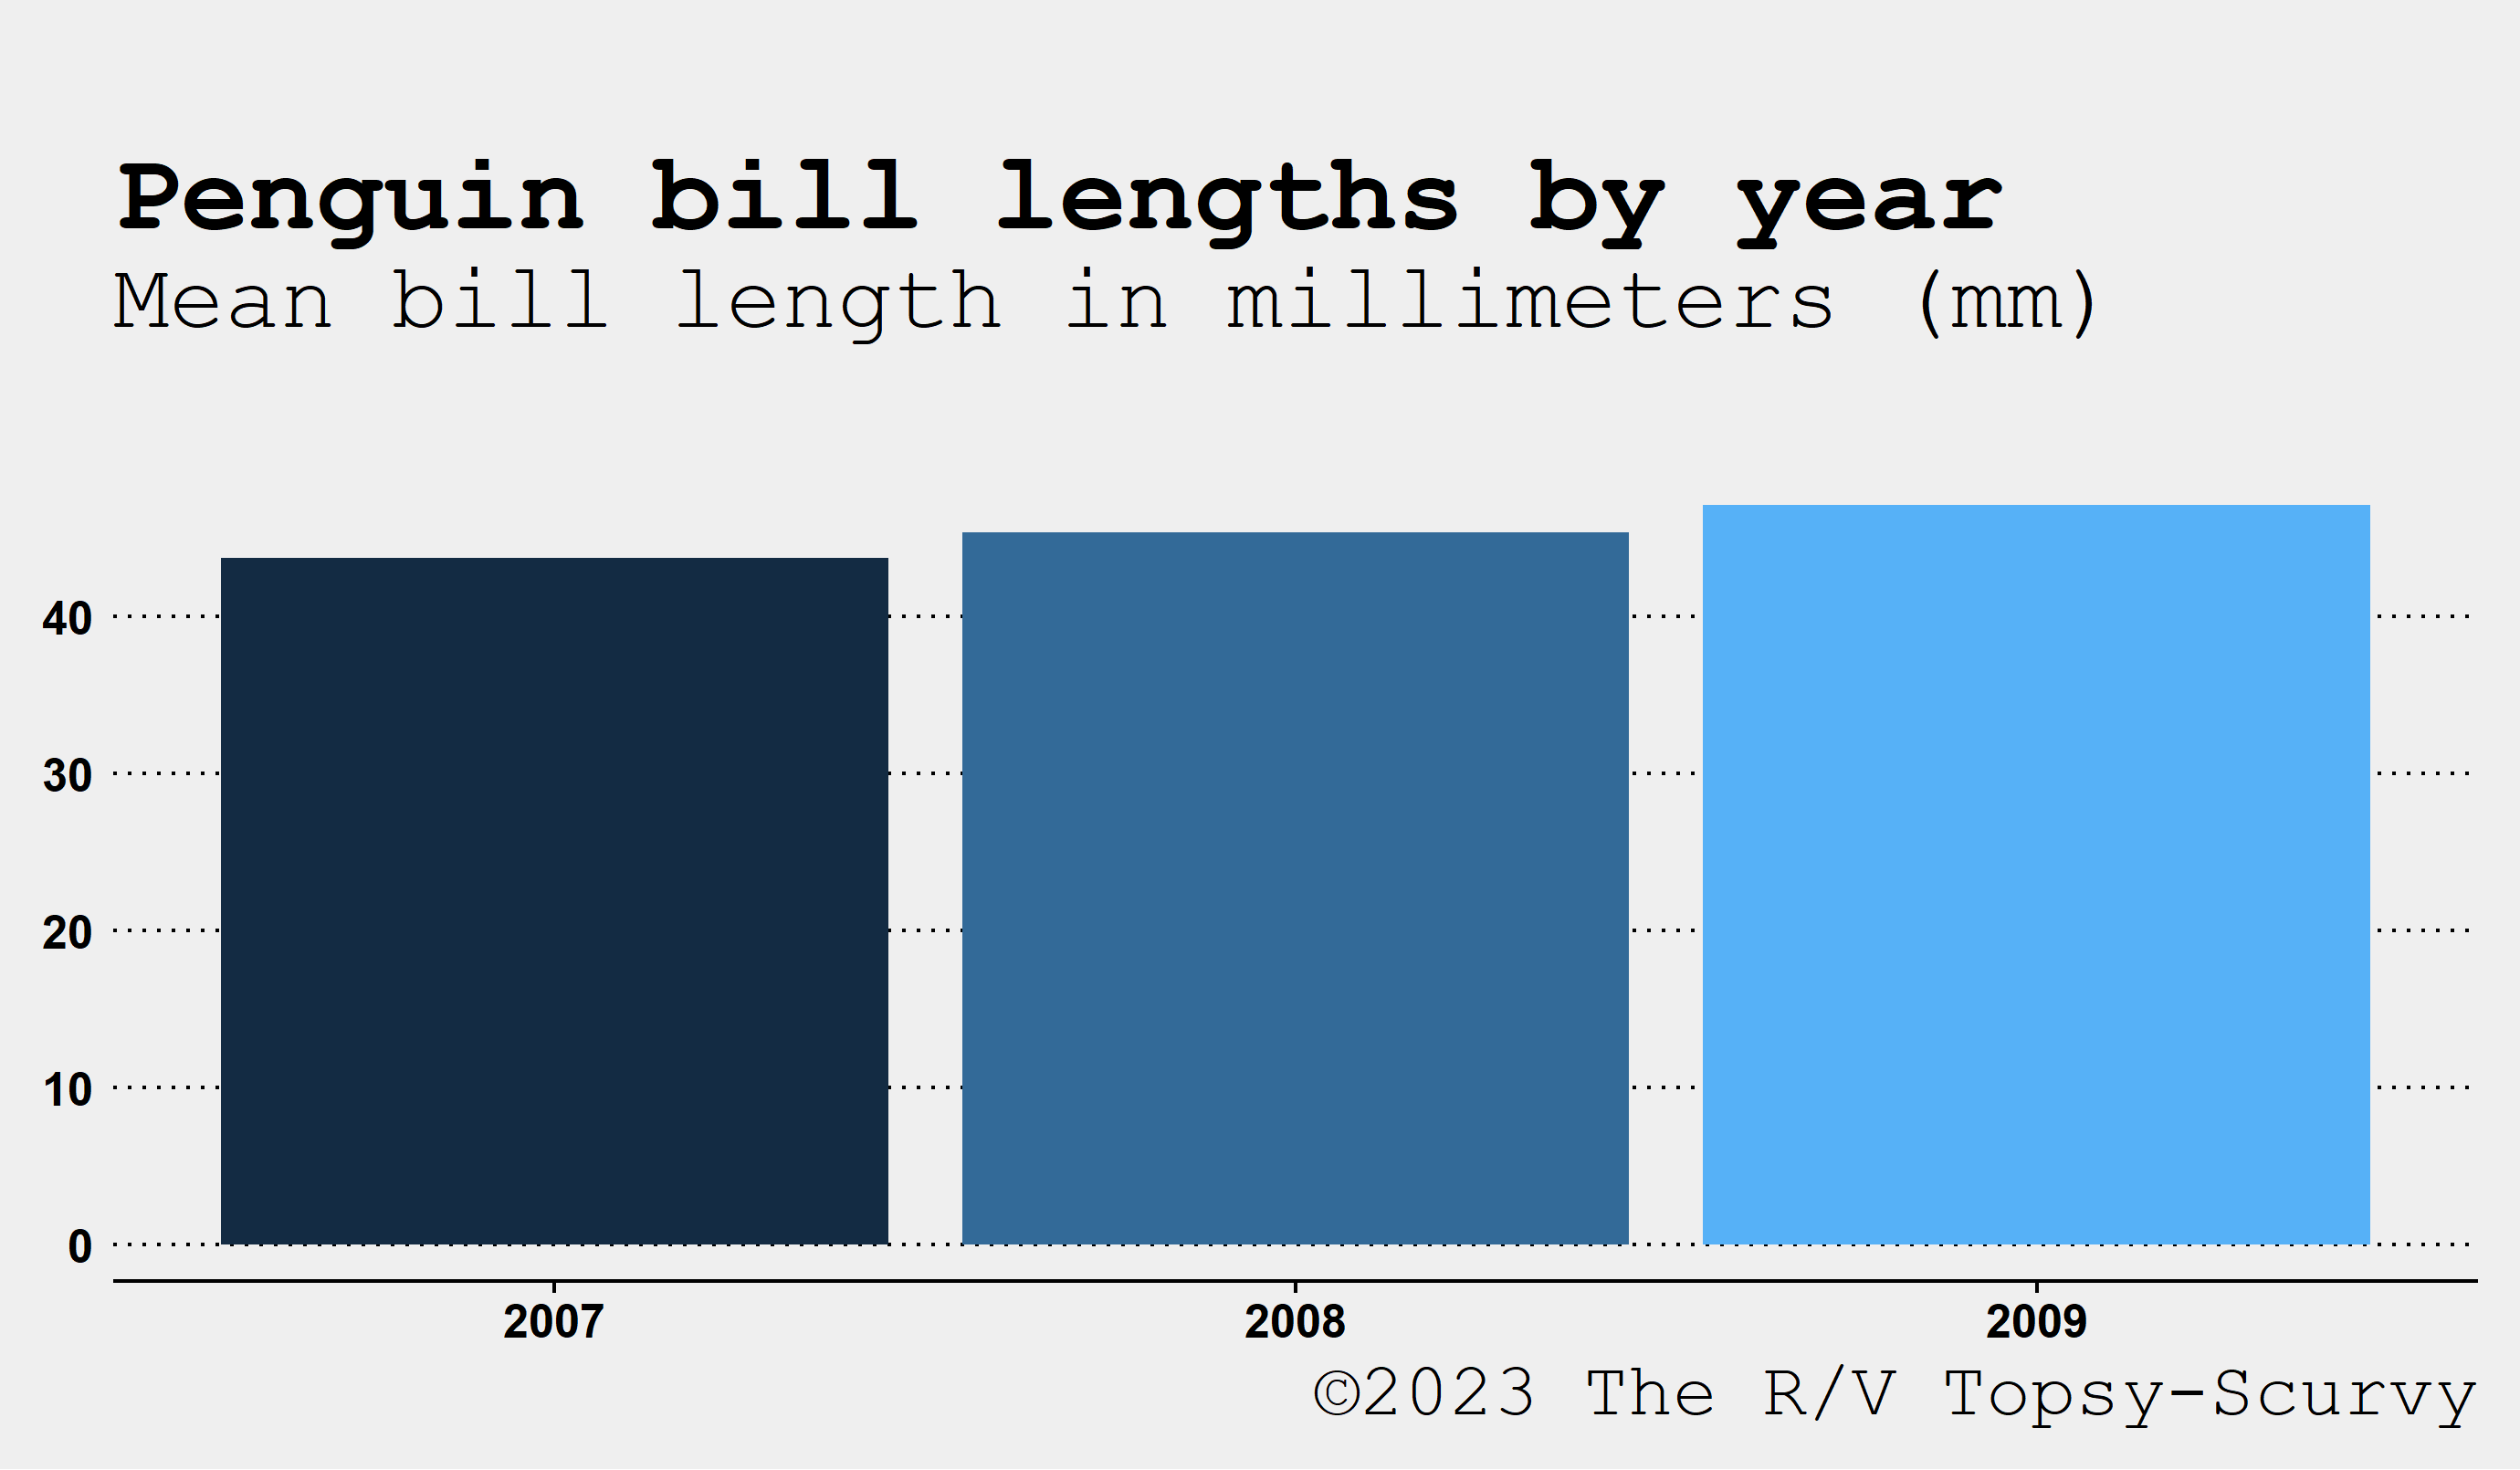 Penguin bill lengths by year
Mean bill length in millimeters (mm)
40
30
20
10
0
2007 2008 2009
©2023 The R/V Topsy-Scurvy